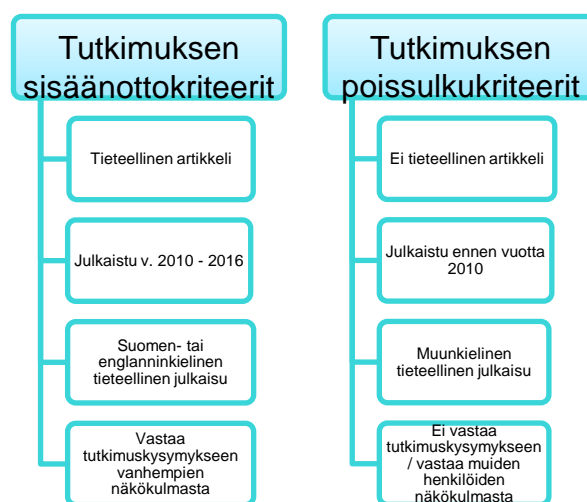 Tutkimuksen
sisäänottokriteerit
Tieteellinen artikkeli
Julkaistu v. 2010 - 2016
Suomen- tai
englanninkielinen
tieteellinen julkaisu
Vastaa
tutkimuskysymykseen
vanhempien
näkökulmasta
Tutkimuksen
poissulkukriteerit
Ei tieteellinen artikkeli
Julkaistu ennen vuotta
2010
Muunkielinen
tieteellinen julkaisu
Ei vastaa
tutkimuskysymykseen
/ vastaa muiden
henkilöiden
näkökulmasta